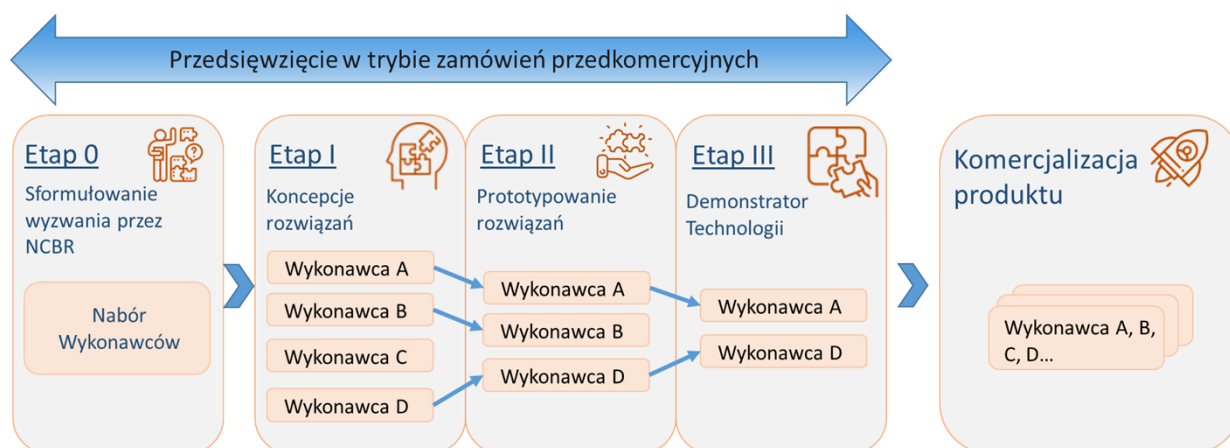 Przedsięwzięcie w trybie zamówień przedkomercyjnych
Etap 0
Sformułowanie
wyzwania przez
NCBR
Nabór
Wykonawców
Etap I
Koncepcje
rozwiązań
Wykonawca A
Wykonawca B
Wykonawca C
Wykonawca D
Etap II
Prototypowanie
rozwiązań
Wykonawca A
Wykonawca B
Wykonawca D
Etap III
Demonstrator
Technologii
Wykonawca A
Wykonawca D
Komercjalizacja
produktu
Wykonawca A, B,
C, D...